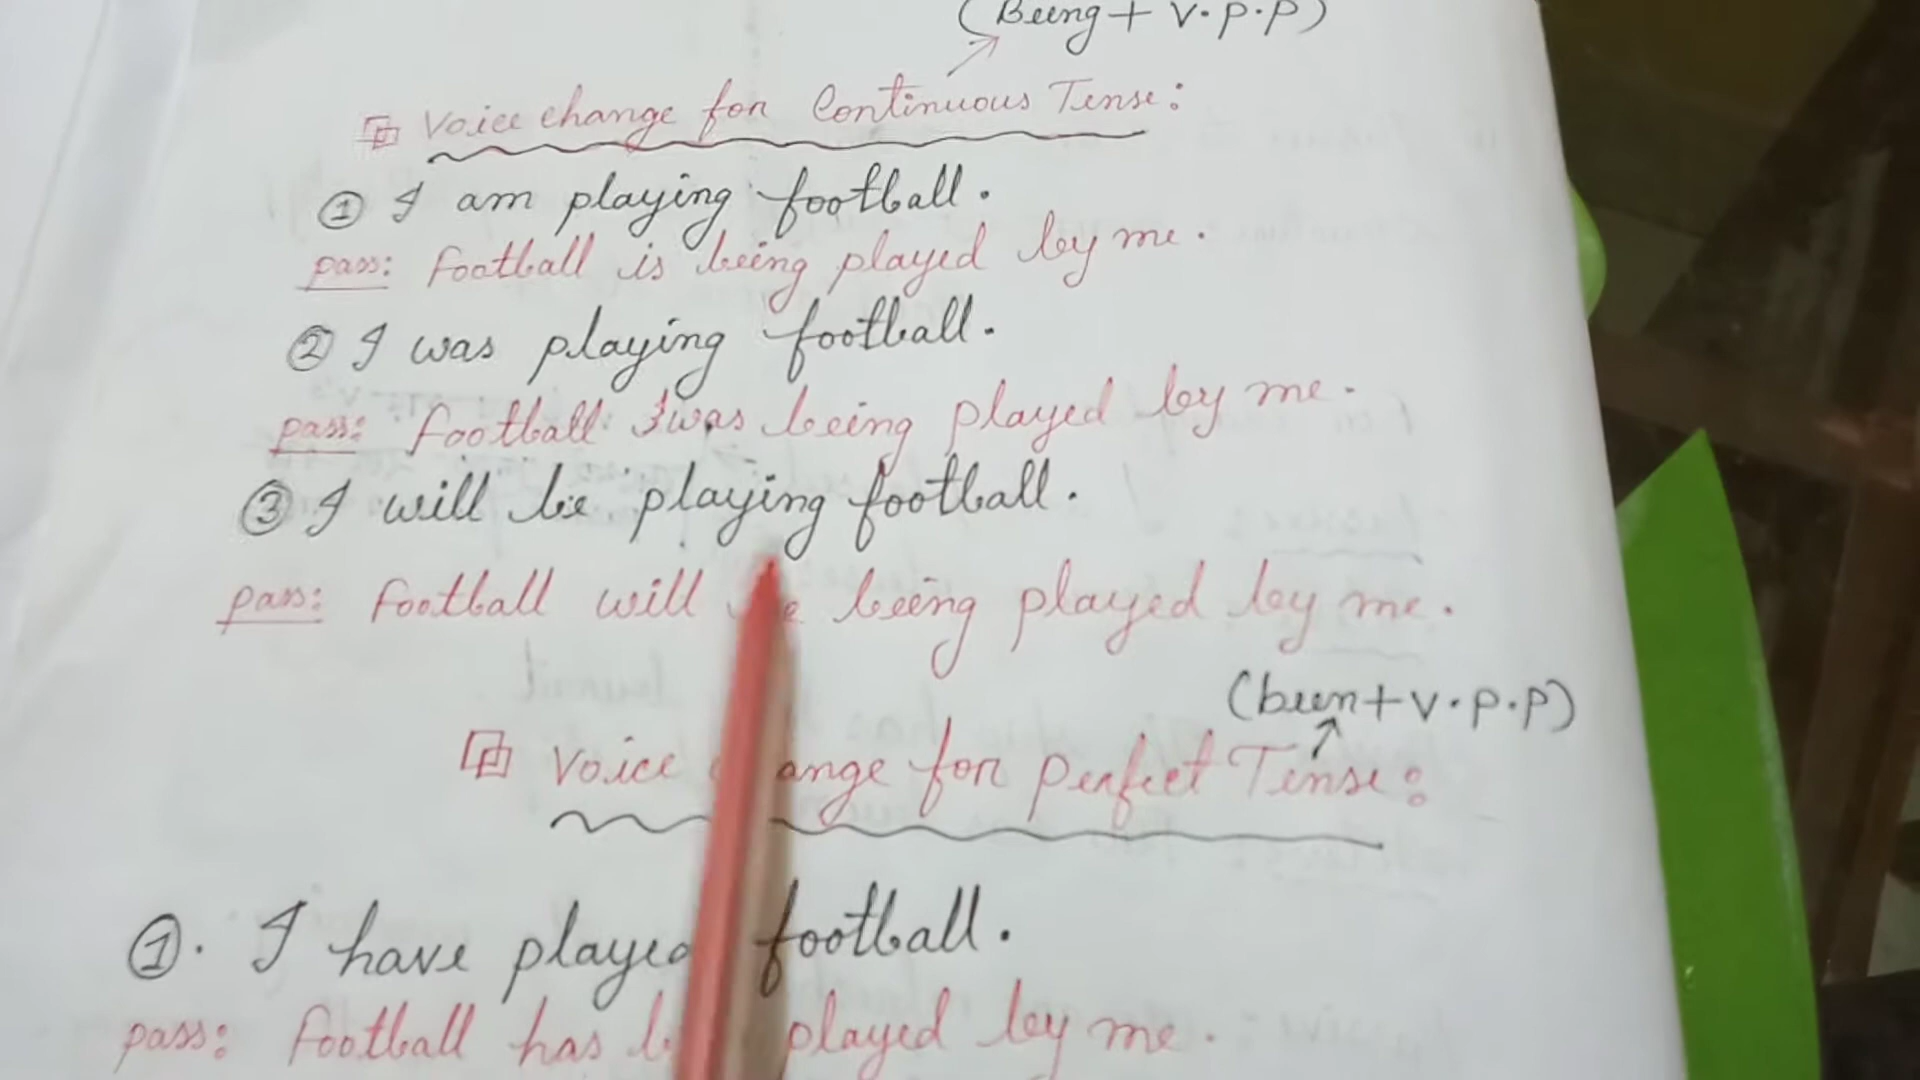 (Being + v.p.p)
Voice change for Continuous Tense:
① I am playing football.
pass: football is being played by me.
② I was playing football.
pass: football was being played by me.
③ I will be playing football.
pass: football will being played by me.
(been + v.p.p)
Voice for perfect Tense:
①. I have played football.
pass: football has played by me.